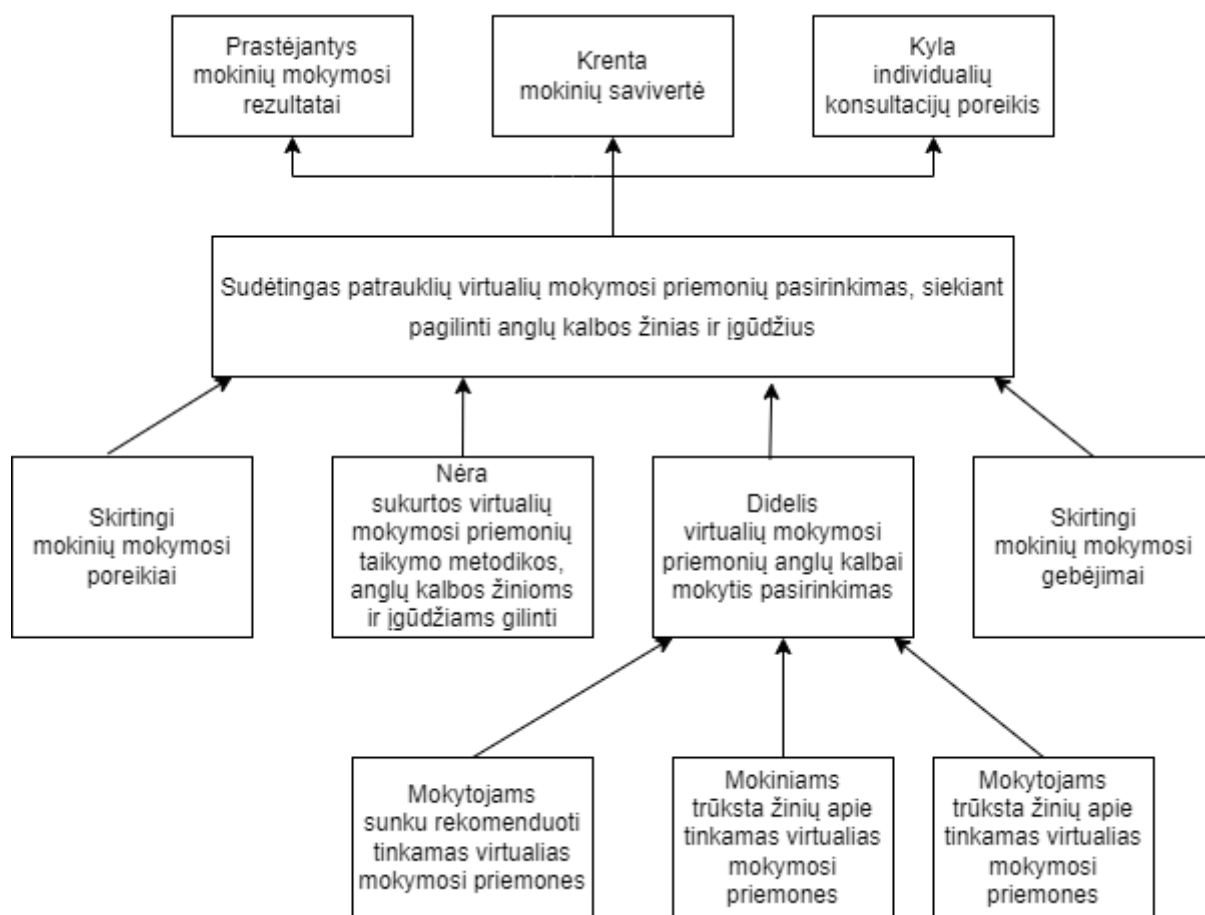 Prastėjantys
mokinių mokymosi
rezultatai
Krenta
mokinių savivertė
Kyla
individualių
konsultacijų poreikis
Sudėtingas patrauklių virtualių mokymosi priemonių pasirinkimas, siekiant
pagilinti anglų kalbos žinias ir įgūdžius
Skirtingi
mokinių mokymosi
poreikiai
Nėra
sukurtos virtualių
mokymosi priemonių
taikymo metodikos,
anglų kalbos žinioms
ir įgūdžiams gilinti
Didelis
virtualių mokymosi
priemonių anglų kalbai
mokytis pasirinkimas
Skirtingi
mokinių mokymosi
gebėjimai
Mokytojams
sunku rekomenduoti
tinkamas virtualias
mokymosi priemones
Mokiniams
trūksta žinių apie
tinkamas virtualias
mokymosi
priemones
Mokytojams
trūksta žinių apie
tinkamas virtualias
mokymosi
priemones